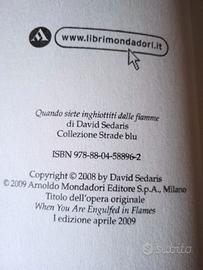 www.librimondadori.it
Quando siete inghiottiti dalle fiamme
di David Sedaris
Collezione Strade blu
ISBN 978-88-04-58896-2
Copyright © 2008 by David Sedaris
© 2009 Arnoldo Mondadori Editore S.p.A., Milano
Titolo dell'opera originale
When You Are Engulfed in Flames
I edizione aprile 2009
subito